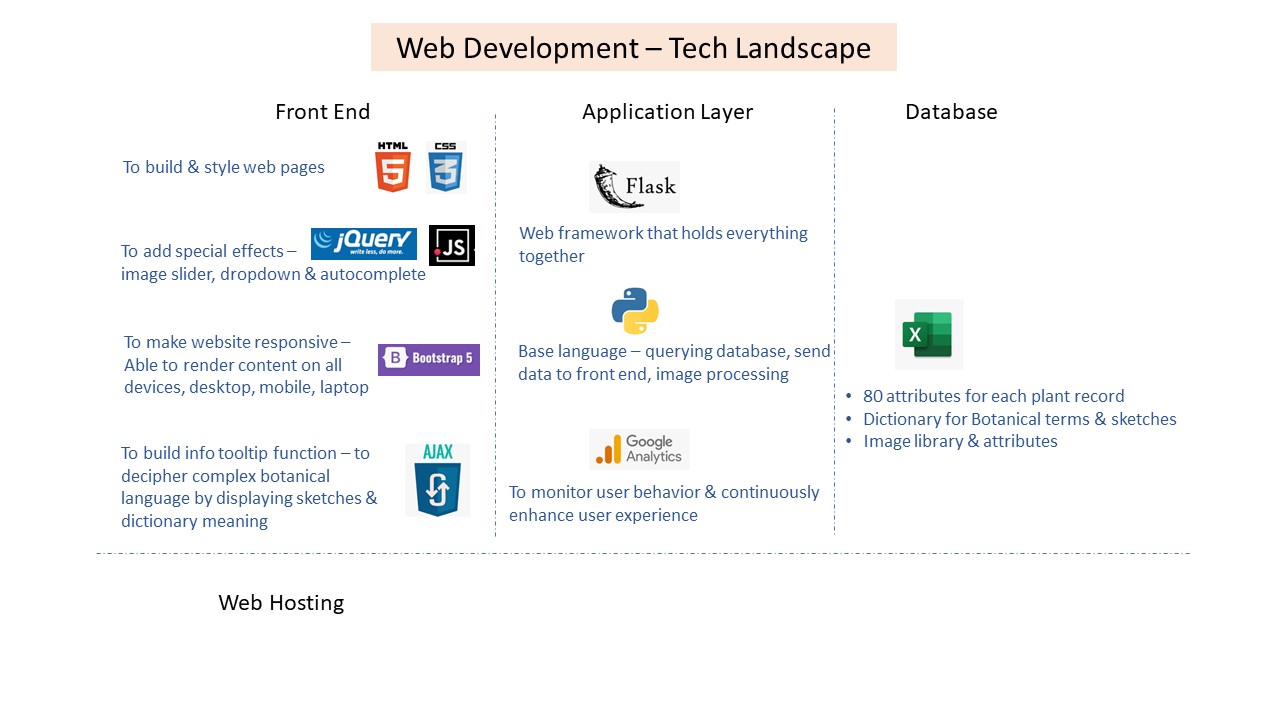 Web Development – Tech Landscape
Front End
To build & style web pages
HTML
5
CSS
3
To add special effects –
jQuery
write less, do more.
JS
image slider, dropdown & autocomplete
To make website responsive –
Able to render content on all
devices, desktop, mobile, laptop
B Bootstrap 5
To build info tooltip function – to
decipher complex botanical
language by displaying sketches &
dictionary meaning
AJAX
Application Layer
Flask
Web framework that holds everything
together
Base language – querying database, send
data to front end, image processing
Google
Analytics
To monitor user behavior & continuously
enhance user experience
Database
X
• 80 attributes for each plant record
• Dictionary for Botanical terms & sketches
• Image library & attributes
Web Hosting